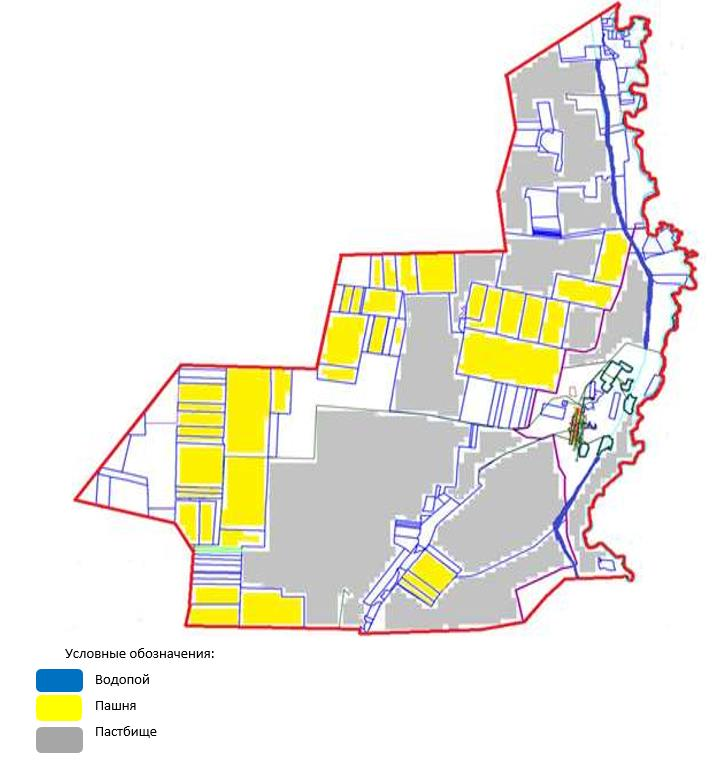 Условные обозначения:
Водопой
Пашня
Пастбище